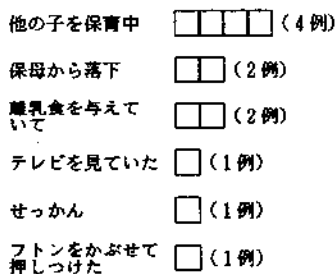 他の子を保育中 (4例)
保母から落下 (2例)
離乳食を与えて
いて (2例)
テレビを見ていた (1例)
せっかん (1例)
フトンをかぶせて
押しつけた (1例)